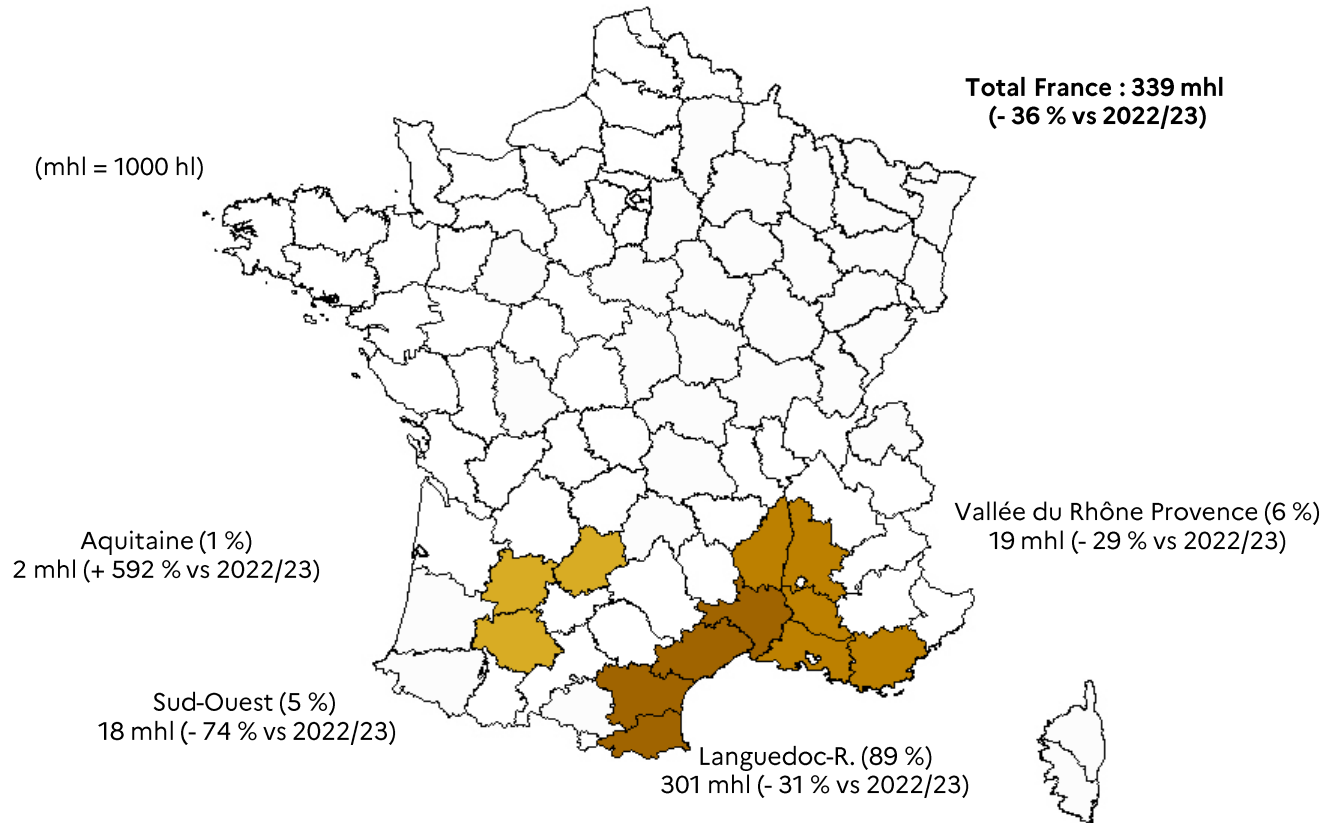 Total France : 339 mhl
(- 36 % vs 2022/23)
(mhl = 1000 hl)
Vallée du Rhône Provence (6 %)
19 mhl (- 29 % vs 2022/23)
Aquitaine (1 %)
2 mhl (+ 592 % vs 2022/23)
Sud-Ouest (5 %)
18 mhl (- 74 % vs 2022/23)
Languedoc-R. (89 %)
301 mhl (- 31 % vs 2022/23)